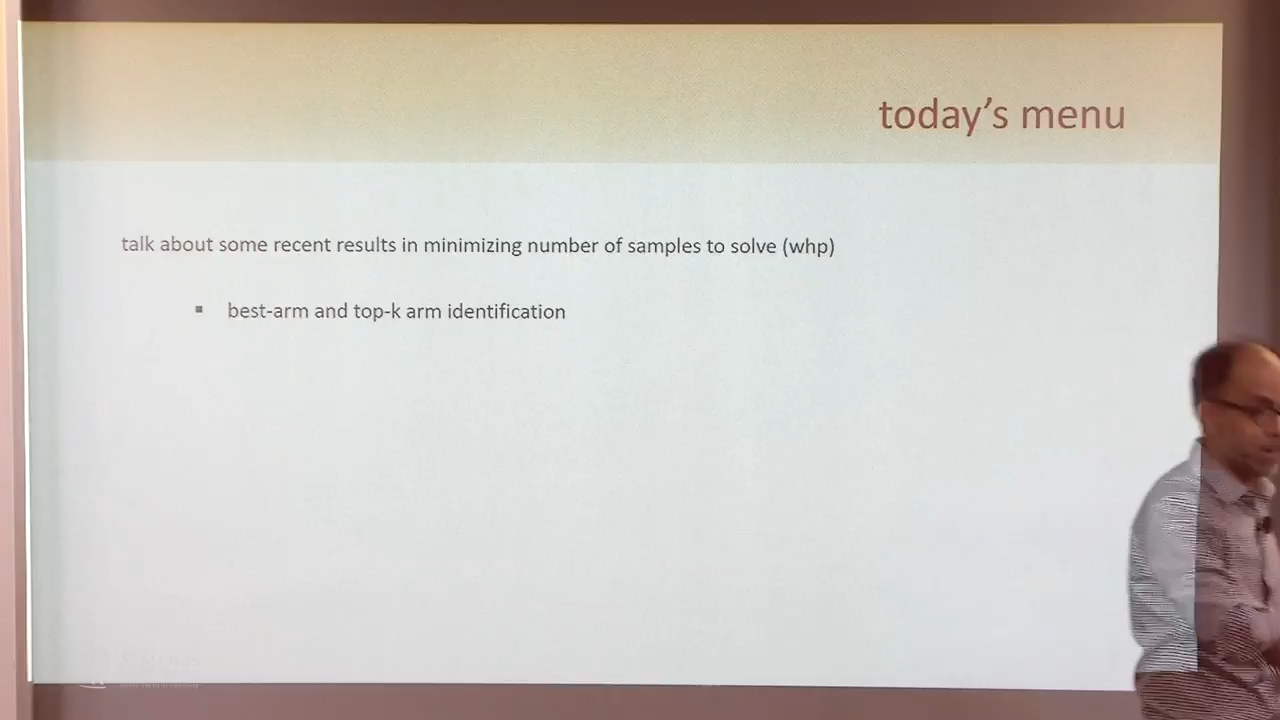 today's menu
talk about some recent results in minimizing number of samples to solve (whp)
▪ best-arm and top-k arm identification